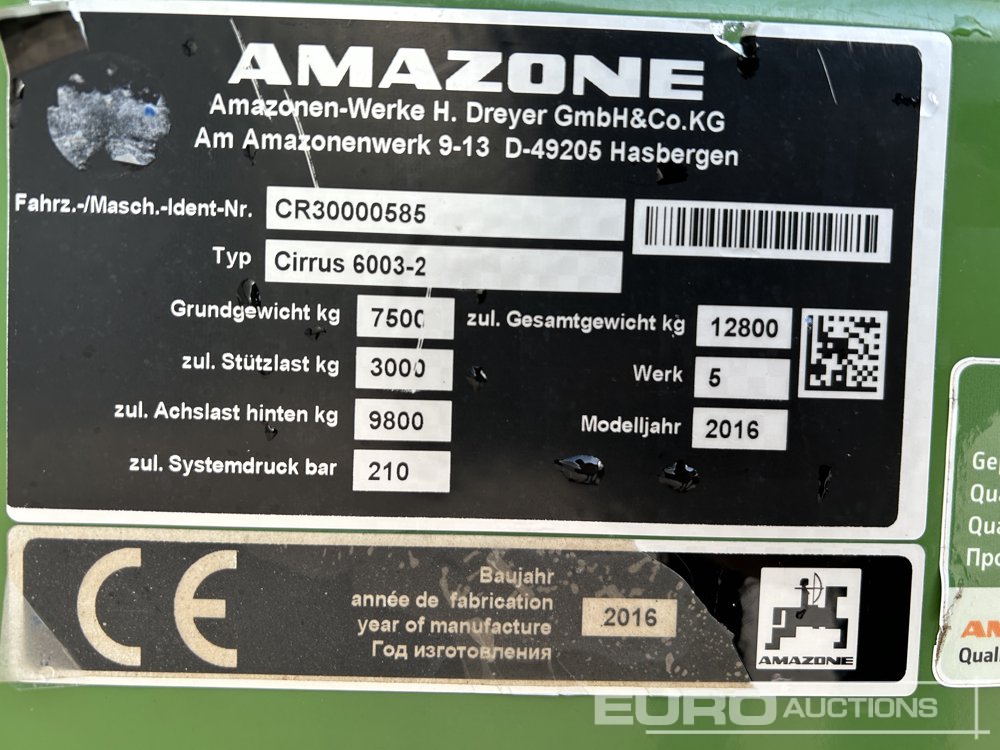 AMAZONE
Amazonen-Werke H. Dreyer GmbH&Co.KG
Am Amazonenwerk 9-13 D-49205 Hasbergen
Fahrz.-/Masch.-Ident-Nr. CR30000585
Typ Cirrus 6003-2
Grundgewicht kg 7500
zul. Gesamtgewicht kg 12800
zul. Stützlast kg 3000
Werk 5
zul. Achslast hinten kg 9800
Modelljahr 2016
zul. Systemdruck bar 210
CE
Baujahr
année de fabrication
year of manufacture
Год изготовления
2016
AMAZONE
EURO AUCTIONS